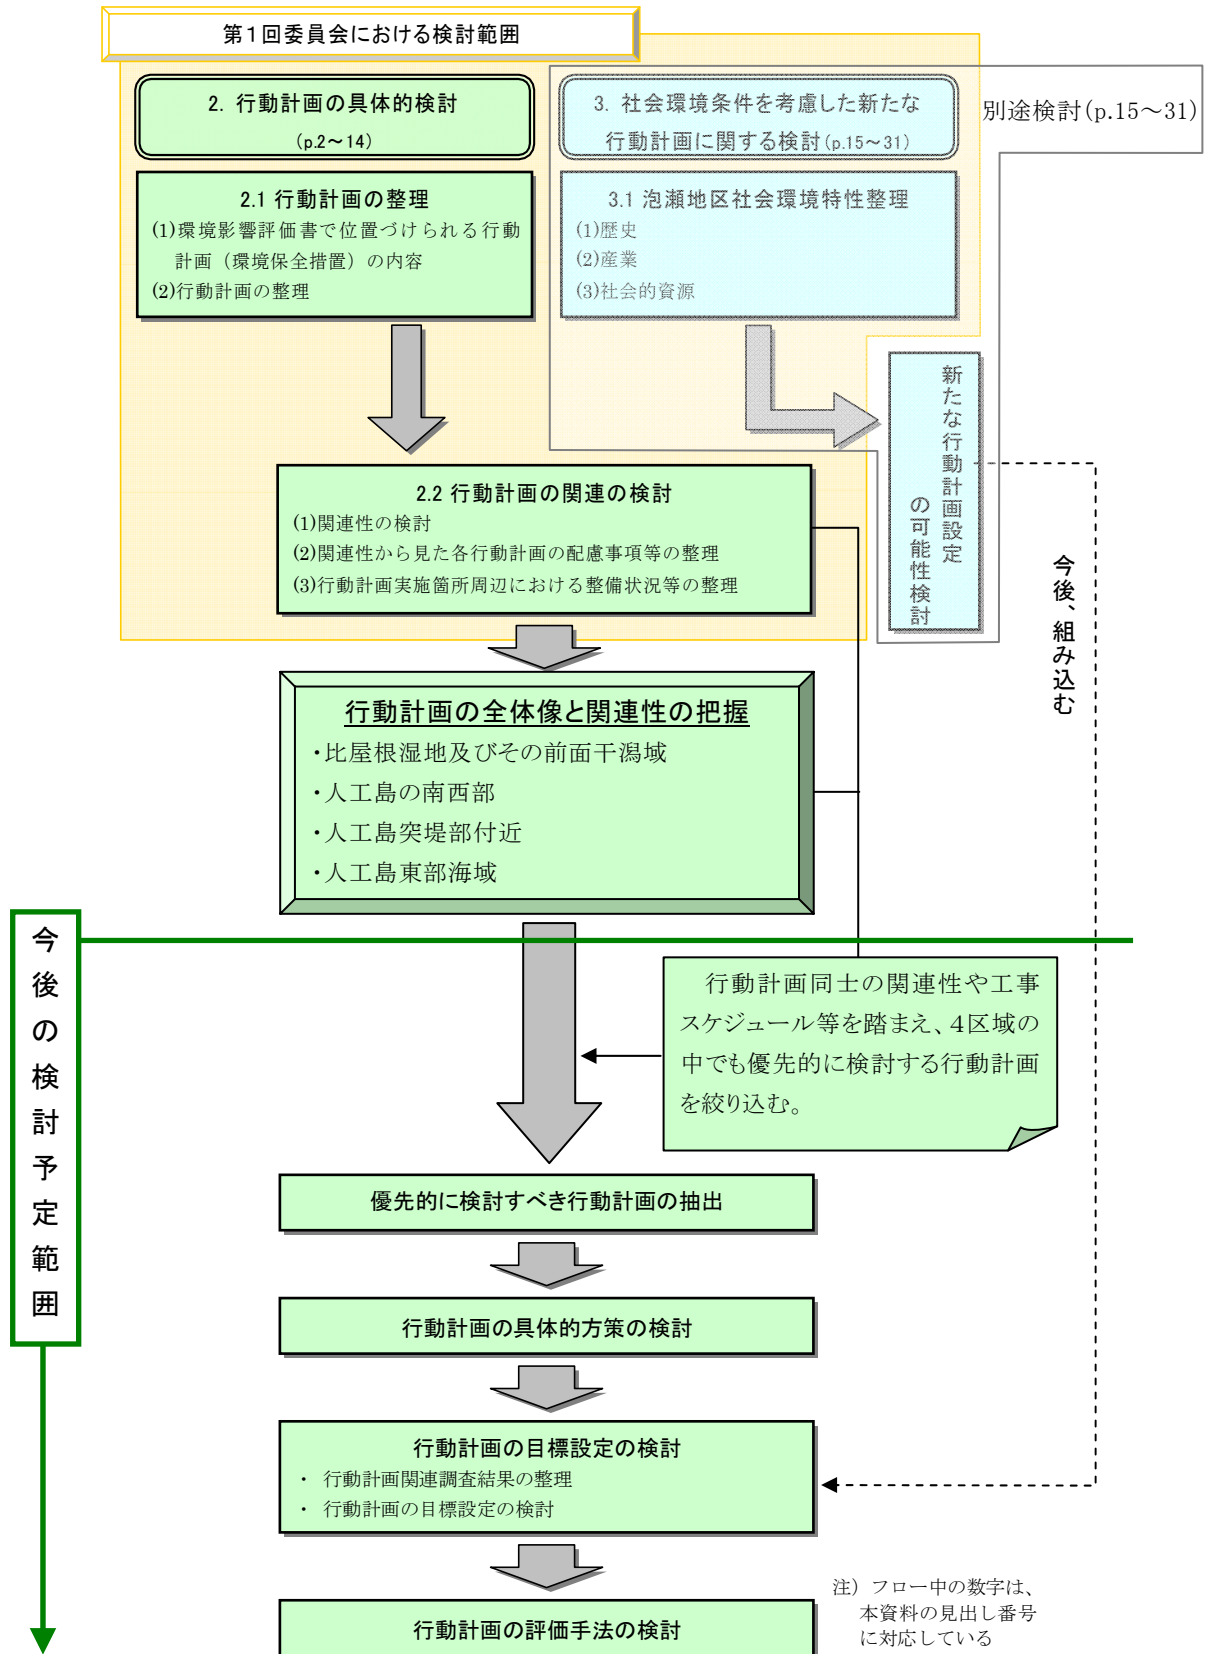 第１回委員会における検討範囲
2. 行動計画の具体的検討
（p.2～14）
3. 社会環境条件を考慮した新たな
行動計画に関する検討（p.15～31）
別途検討（p.15～31）
2.1 行動計画の整理
(1)環境影響評価書で位置づけられる行動
計画（環境保全措置）の内容
(2)行動計画の整理
3.1 泡瀬地区社会環境特性整理
(1)歴史
(2)産業
(3)社会的資源
新たな行動計画設定
の可能性検討
2.2 行動計画の関連の検討
(1)関連性の検討
(2)関連性から見た各行動計画の配慮事項等の整理
(3)行動計画実施箇所周辺における整備状況等の整理
今後、組み込む
行動計画の全体像と関連性の把握
・比屋根湿地及びその前面干潟域
・人工島の南西部
・人工島突堤部付近
・人工島東部海域
今後の検討予定範囲
行動計画同士の関連性や工事
スケジュール等を踏まえ、４区域の
中でも優先的に検討する行動計画
を絞り込む。
優先的に検討すべき行動計画の抽出
行動計画の具体的方策の検討
行動計画の目標設定の検討
・ 行動計画関連調査結果の整理
・ 行動計画の目標設定の検討
行動計画の評価手法の検討
注）フロー中の数字は、
本資料の見出し番号
に対応している